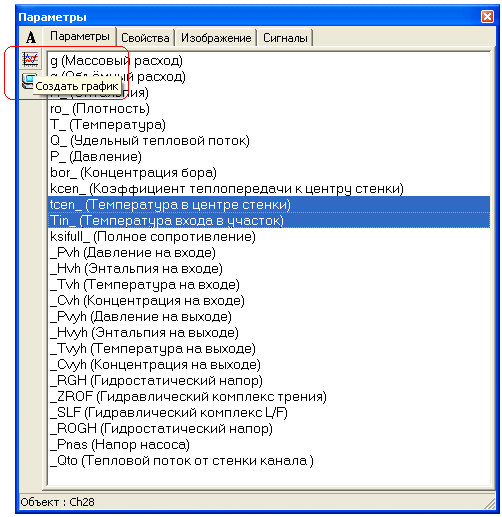 Параметры
A Параметры Свойства Изображение Сигналы
g (Массовый расход)
(Объёмный расход)
Создать график
ro_ (Плотность)
T_ (Температура)
Q_ (Удельный тепловой поток)
P_ (Давление)
bor_ (Концентрация бора)
kcen_ (Коэффициент теплопередачи к центру стенки)
tcen_ (Температура в центре стенки)
Tin_ (Температура входа в участок)
ksifull_ (Полное сопротивление)
_Pvh (Давление на входе)
_Hvh (Энтальпия на входе)
_Tvh (Температура на входе)
_Cvh (Концентрация на входе)
_Pvyh (Давление на выходе)
_Hvyh (Энтальпия на выходе)
_Tvyh (Температура на выходе)
_Cvyh (Концентрация на выходе)
_RGH (Гидростатический напор)
_ZROF (Гидравлический комплекс трения)
_SLF (Гидравлический комплекс L/F)
_ROGH (Гидростатический напор)
_Pnas (Напор насоса)
_Qto (Тепловой поток от стенки канала )
Объект : Ch28